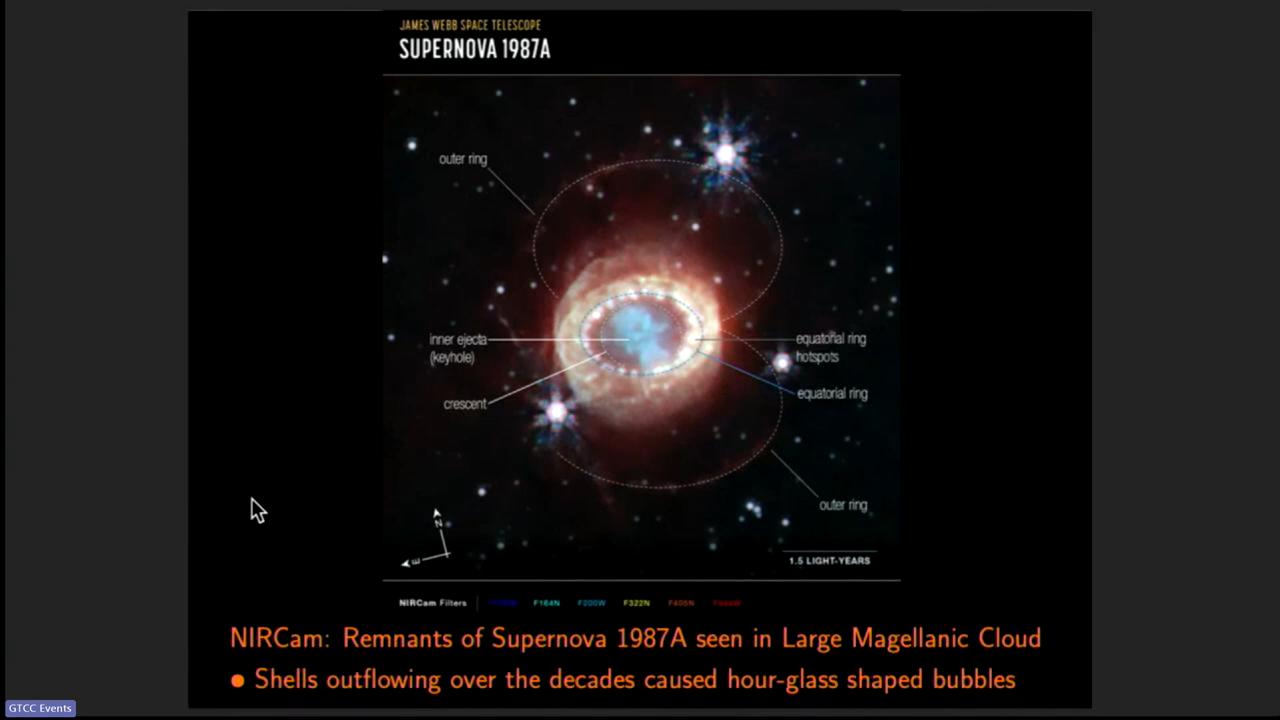 JAMES WEBB SPACE TELESCOPE
SUPERNOVA 1987A
outer ring
inner ejecta
(keyhole)
equatorial ring
hotspots
equatorial ring
crescent
outer ring
N
E
1.5 LIGHT-YEARS
NIRCam Filters F164N F200W F322N F405N
NIRCam: Remnants of Supernova 1987A seen in Large Magellanic Cloud
● Shells outflowing over the decades caused hour-glass shaped bubbles
GTCC Events